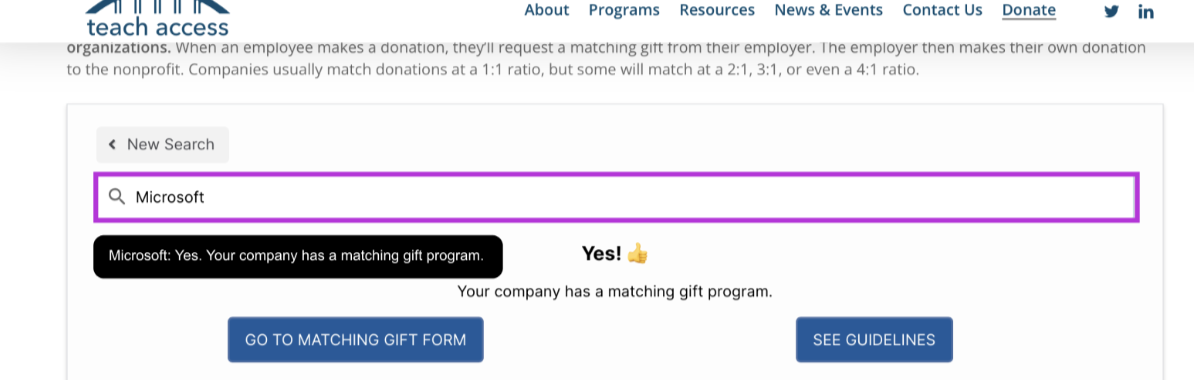 teach access
About Programs Resources News & Events Contact Us Donate
organizations. When an employee makes a donation, they'll request a matching gift from their employer. The employer then makes their own donation
to the nonprofit. Companies usually match donations at a 1:1 ratio, but some will match at a 2:1, 3:1, or even a 4:1 ratio.
New Search
Microsoft
Microsoft: Yes. Your company has a matching gift program.
Yes! 👍
Your company has a matching gift program.
GO TO MATCHING GIFT FORM
SEE GUIDELINES